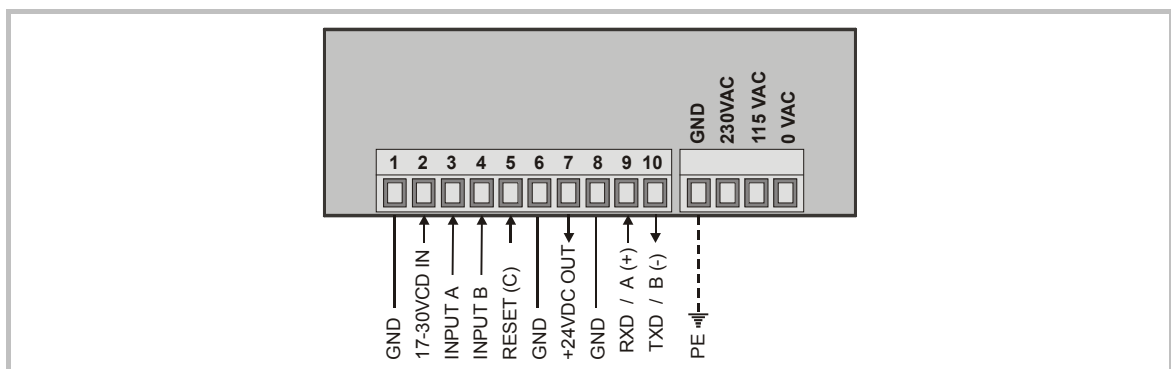 GND
230VAC
115 VAC
0 VAC
1 2 3 4 5 6 7 8 9 10
GND
17-30VCD IN
INPUT A
INPUT B
RESET (C)
GND
+24VDC OUT
GND
RXD / A (+)
TXD / B (-)
PE